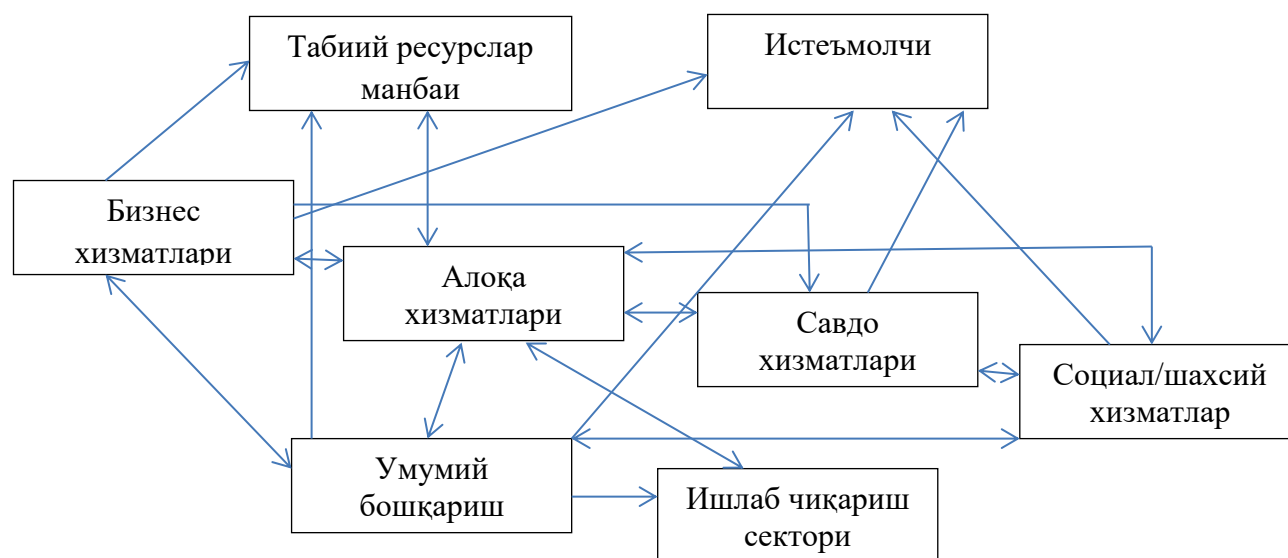 Табиий ресурслар
манбаи
Истеъмолчи
Бизнес
хизматлари
Алоқа
хизматлари
Савдо
хизматлари
Социал/шахсий
хизматлар
Умумий
бошқариш
Ишлаб чиқариш
сектори